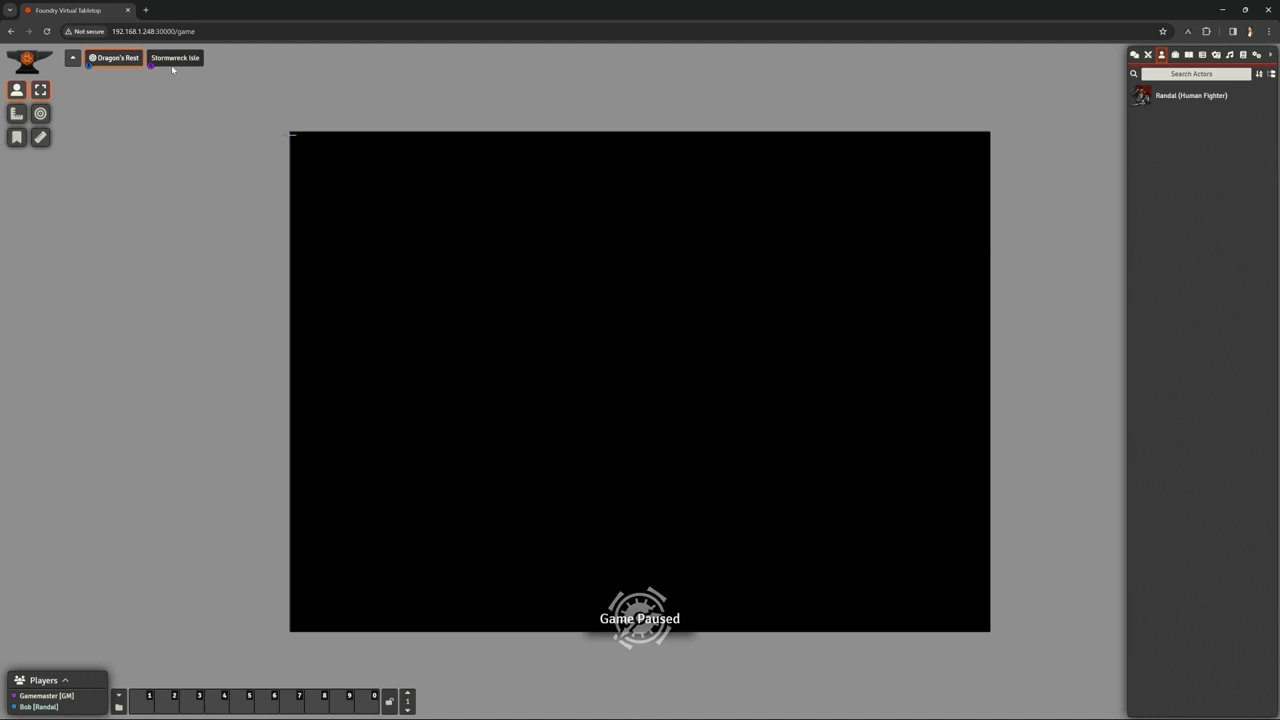 Foundry Virtual Tabletop
Not secure
192.168.1.248:30000/game
Dragon's Rest
Stormwreck Isle
Search Actors
Randal (Human Fighter)
Game Paused
Players
Gamemaster [GM]
Bob [Randal]
1 2 3 4 5 6 7 8 9 0
1